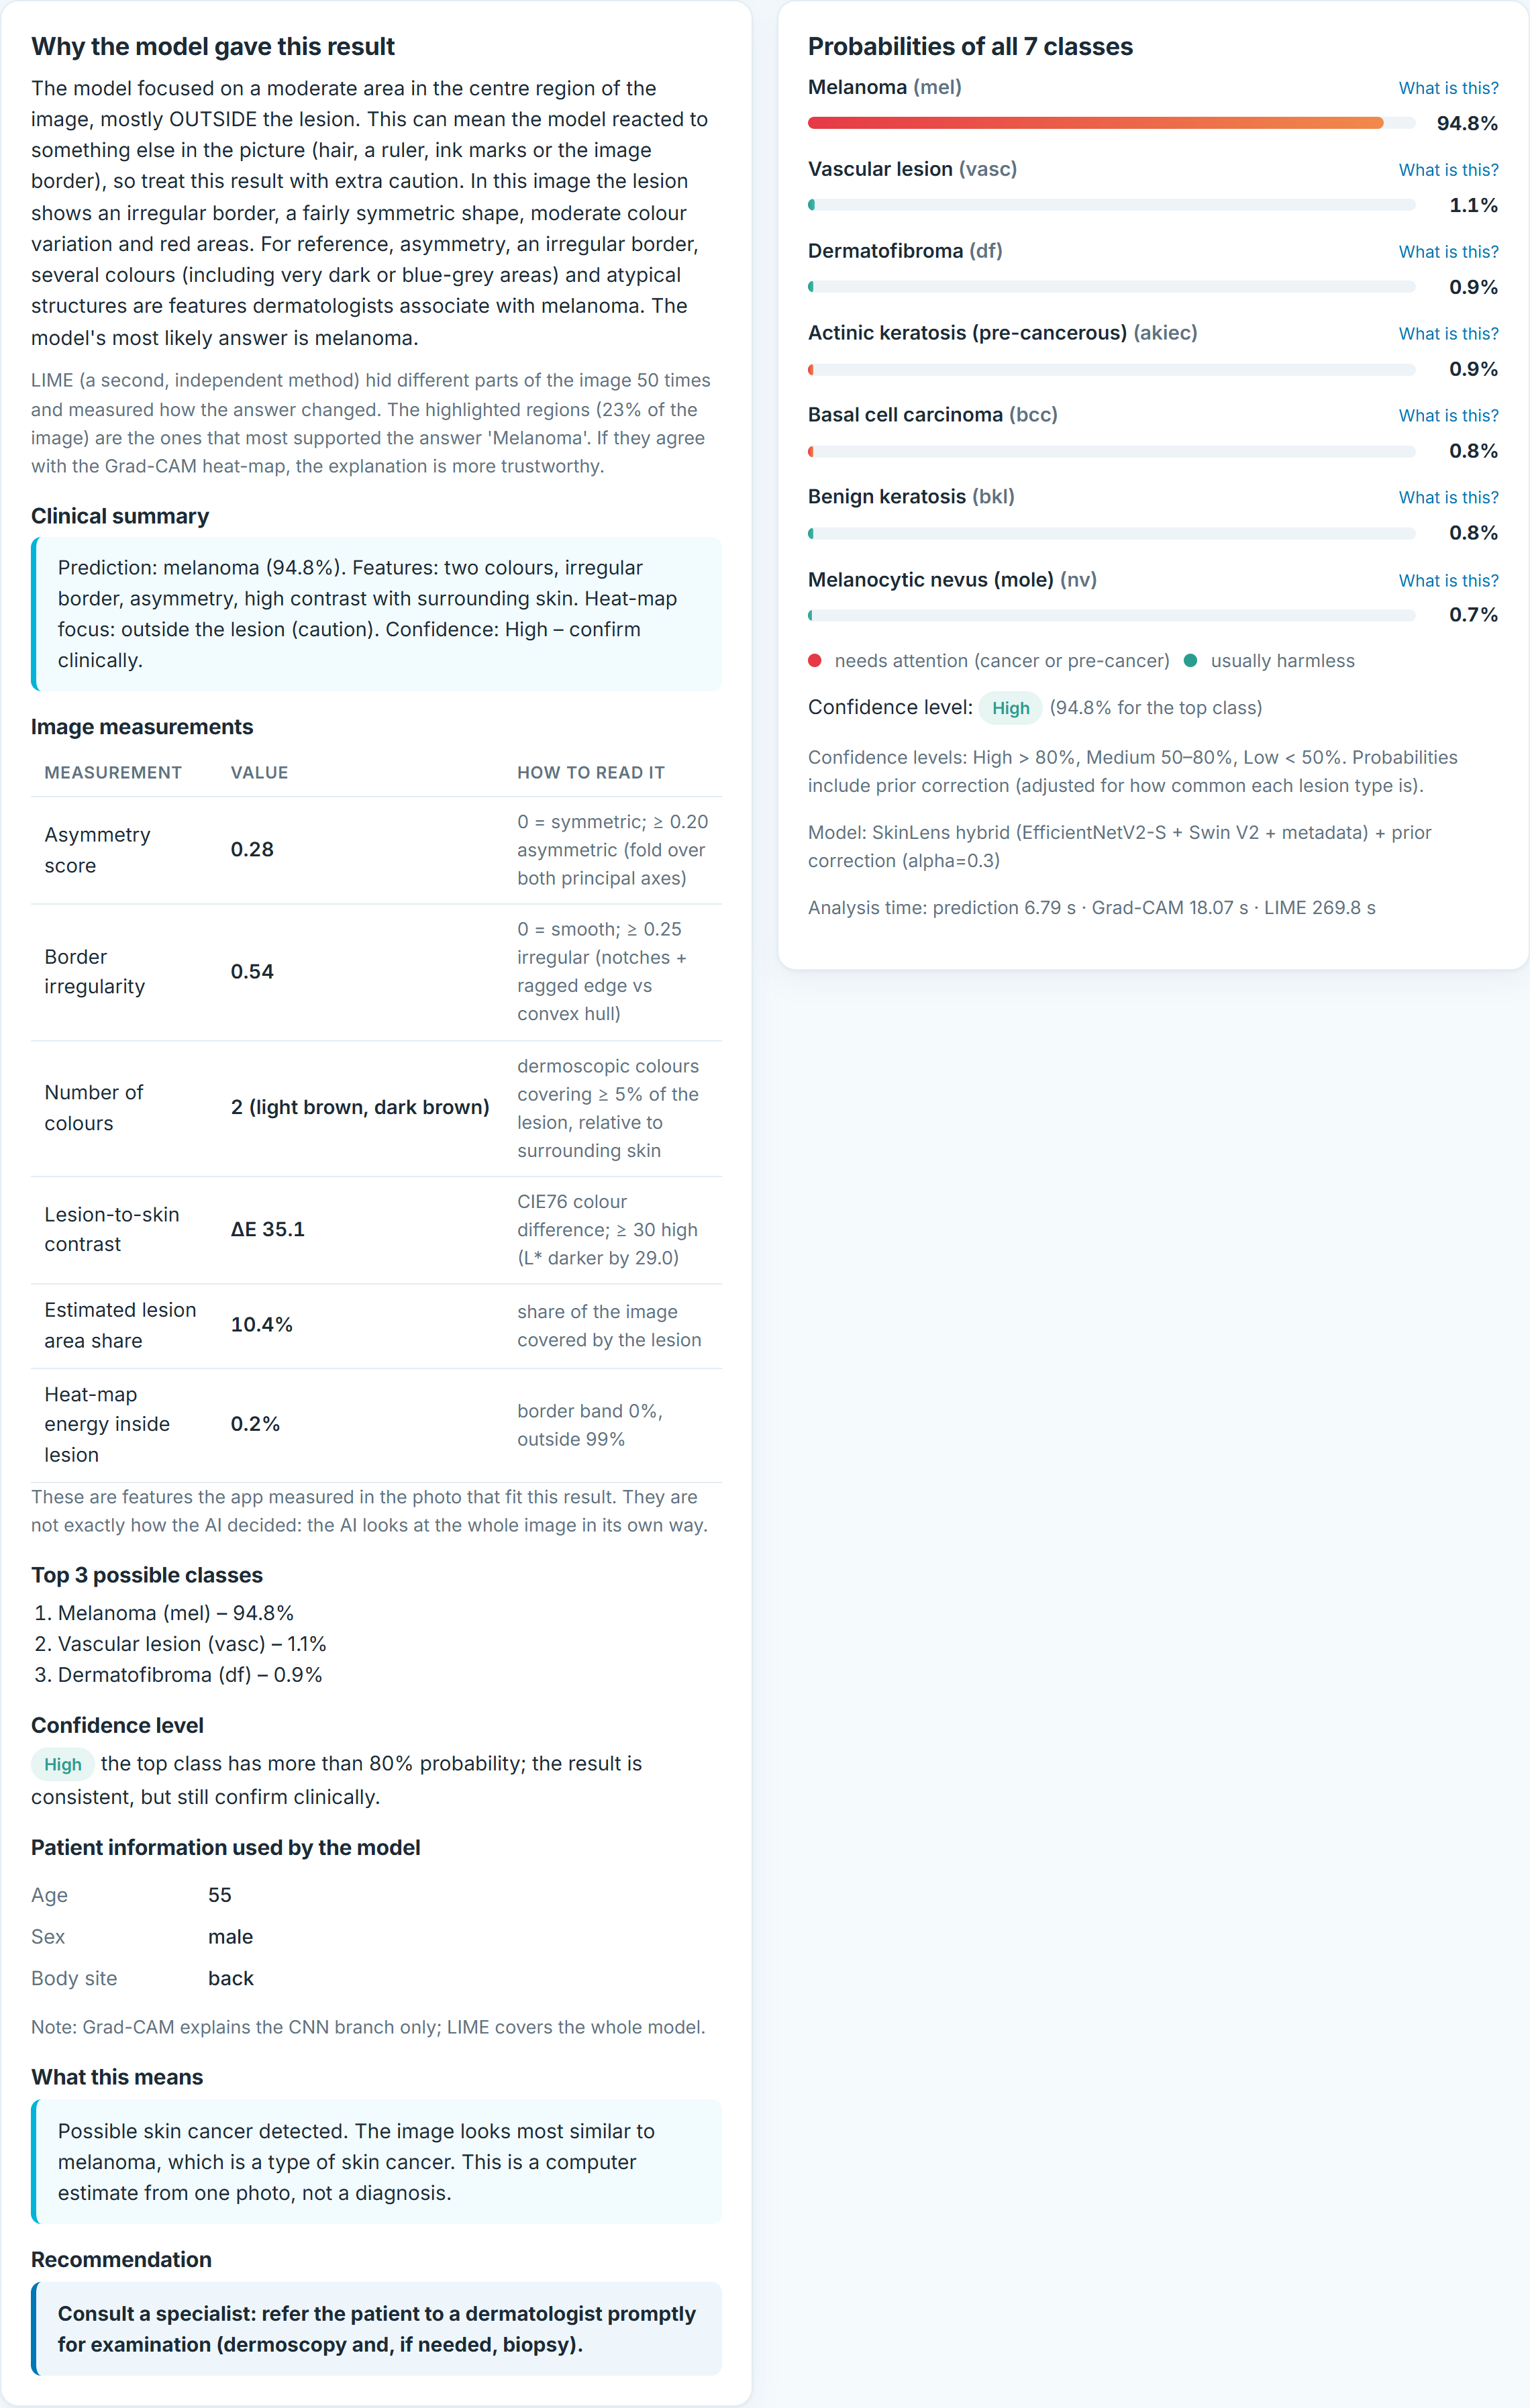 Why the model gave this result
The model focused on a moderate area in the centre region of the
image, mostly OUTSIDE the lesion. This can mean the model reacted to
something else in the picture (hair, a ruler, ink marks or the image
border), so treat this result with extra caution. In this image the lesion
shows an irregular border, a fairly symmetric shape, moderate colour
variation and red areas. For reference, asymmetry, an irregular border,
several colours (including very dark or blue-grey areas) and atypical
structures are features dermatologists associate with melanoma. The
model's most likely answer is melanoma.
LIME (a second, independent method) hid different parts of the image 50 times
and measured how the answer changed. The highlighted regions (23% of the
image) are the ones that most supported the answer 'Melanoma'. If they agree
with the Grad-CAM heat-map, the explanation is more trustworthy.
Clinical summary
Prediction: melanoma (94.8%). Features: two colours, irregular
border, asymmetry, high contrast with surrounding skin. Heat-map
focus: outside the lesion (caution). Confidence: High – confirm
clinically.
Image measurements
MEASUREMENT VALUE HOW TO READ IT
Asymmetry
score
0.28
0 = symmetric; ≥ 0.20
asymmetric (fold over
both principal axes)
Border
irregularity
0.54
0 = smooth; ≥ 0.25
irregular (notches +
ragged edge vs
convex hull)
Number of
colours
2 (light brown, dark brown)
dermoscopic colours
covering ≥ 5% of the
lesion, relative to
surrounding skin
Lesion-to-skin
contrast
ΔE 35.1
CIE76 colour
difference; ≥ 30 high
(L* darker by 29.0)
Estimated lesion
area share
10.4%
share of the image
covered by the lesion
Heat-map
energy inside
lesion
0.2%
border band 0%,
outside 99%
These are features the app measured in the photo that fit this result. They are
not exactly how the AI decided: the AI looks at the whole image in its own way.
Top 3 possible classes
1. Melanoma (mel) – 94.8%
2. Vascular lesion (vasc) – 1.1%
3. Dermatofibroma (df) – 0.9%
Confidence level
High the top class has more than 80% probability; the result is
consistent, but still confirm clinically.
Patient information used by the model
Age 55
Sex male
Body site back
Note: Grad-CAM explains the CNN branch only; LIME covers the whole model.
What this means
Possible skin cancer detected. The image looks most similar to
melanoma, which is a type of skin cancer. This is a computer
estimate from one photo, not a diagnosis.
Recommendation
Consult a specialist: refer the patient to a dermatologist promptly
for examination (dermoscopy and, if needed, biopsy).
Probabilities of all 7 classes
Melanoma (mel) What is this?
94.8%
Vascular lesion (vasc) What is this?
1.1%
Dermatofibroma (df) What is this?
0.9%
Actinic keratosis (pre-cancerous) (akiec) What is this?
0.9%
Basal cell carcinoma (bcc) What is this?
0.8%
Benign keratosis (bkl) What is this?
0.8%
Melanocytic nevus (mole) (nv) What is this?
0.7%
needs attention (cancer or pre-cancer) usually harmless
Confidence level: High (94.8% for the top class)
Confidence levels: High > 80%, Medium 50–80%, Low < 50%. Probabilities
include prior correction (adjusted for how common each lesion type is).
Model: SkinLens hybrid (EfficientNetV2-S + Swin V2 + metadata) + prior
correction (alpha=0.3)
Analysis time: prediction 6.79 s · Grad-CAM 18.07 s · LIME 269.8 s